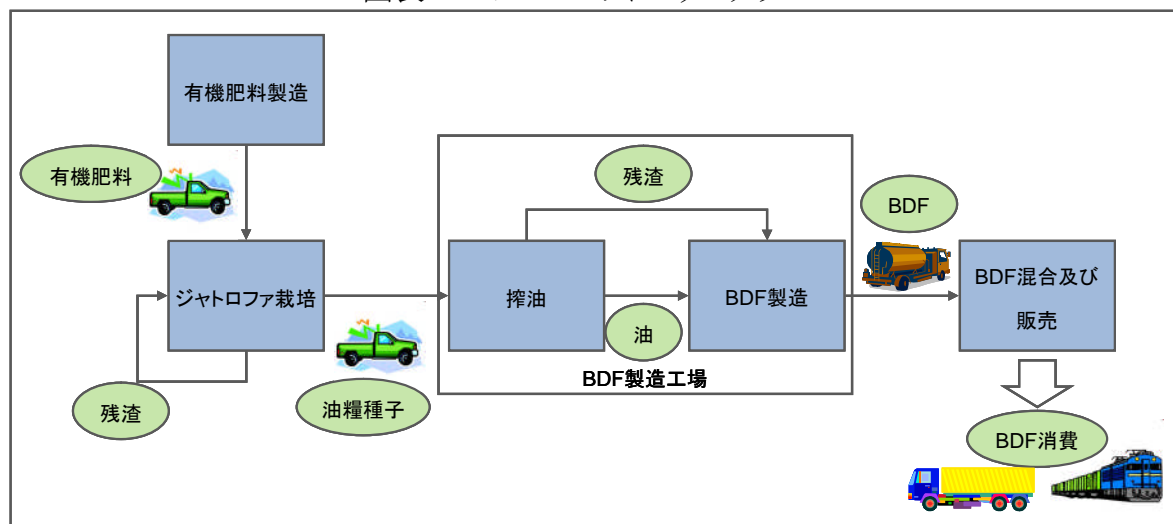 有機肥料製造
有機肥料
残渣
BDF
ジャトロファ栽培
搾油
BDF製造
BDF混合及び
販売
油
BDF製造工場
残渣
油糧種子
BDF消費